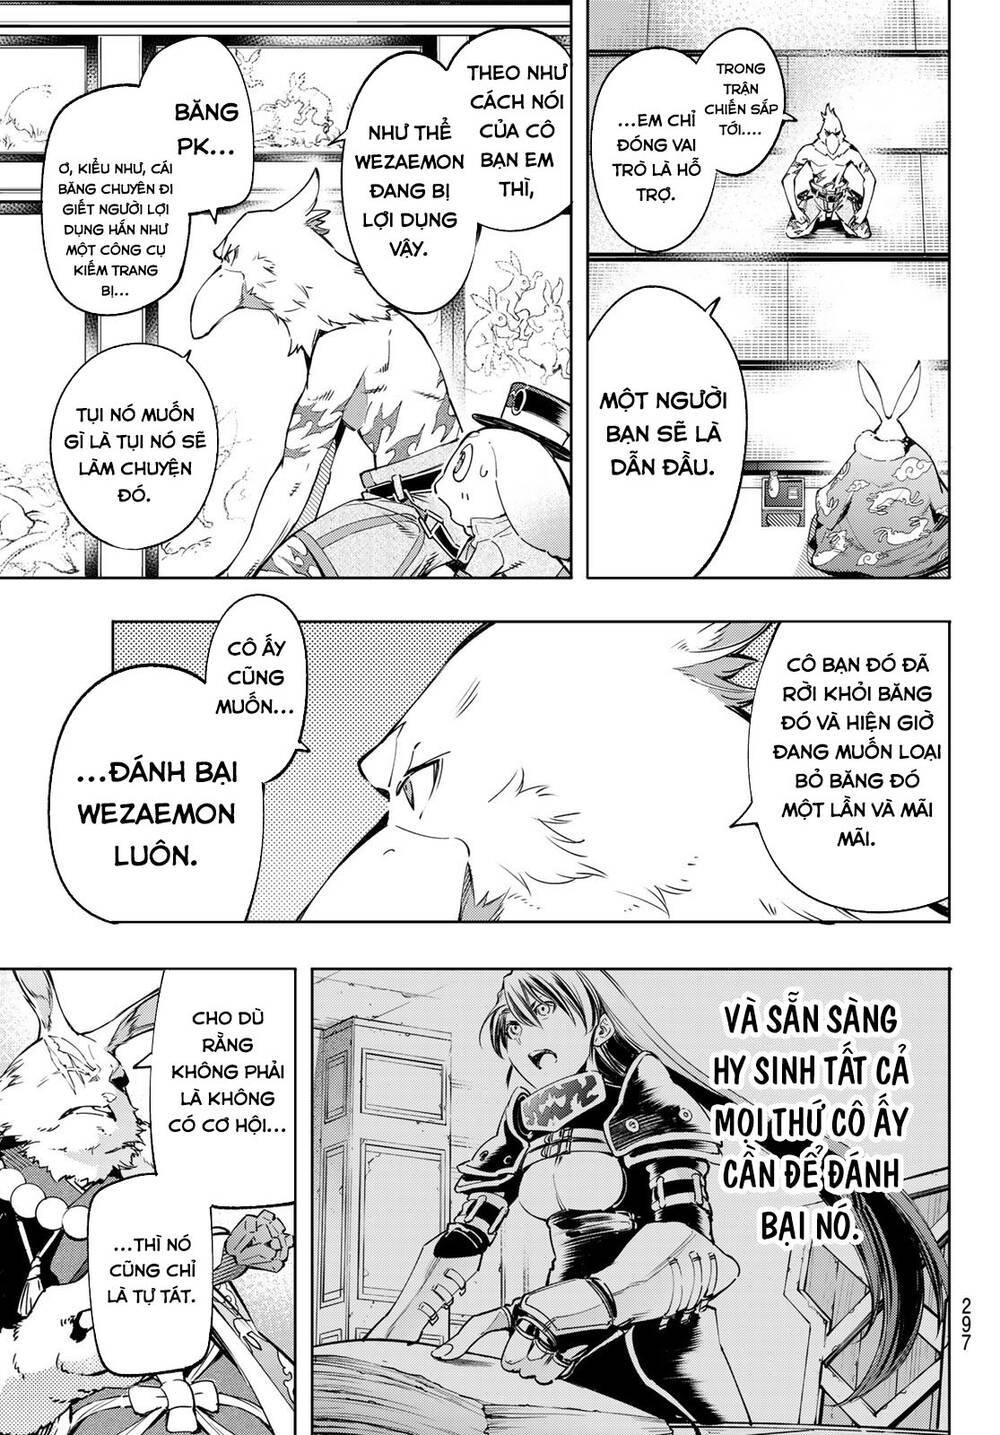 TRONG
TRẬN
CHIẾN SẮP
TỚI....
...EM CHỈ
ĐÓNG VAI
TRÒ LÀ HỖ
TRỢ.
MỘT NGƯỜI
BẠN SẼ LÀ
DẪN ĐẦU.
THEO NHƯ
CÁCH NÓI
CỦA CÔ
BẠN EM
THÌ,
NHƯ THỂ
WEZAEMON
ĐANG BỊ
LỢI DỤNG
VẬY.
BĂNG
PK...
Ơ, KIỂU NHƯ, CÁI
BĂNG CHUYÊN ĐI
GIẾT NGƯỜI LỢI
DỤNG HẮN NHƯ
MỘT CÔNG CỤ
KIẾM TRANG
BỊ...
TỤI NÓ MUỐN
GÌ LÀ TỤI NÓ SẼ
LÀM CHUYỆN
ĐÓ.
CÔ BẠN ĐÓ ĐÃ
RỜI KHỎI BĂNG
ĐÓ VÀ HIỆN GIỜ
ĐANG MUỐN LOẠI
BỎ BĂNG ĐÓ
MỘT LẦN VÀ MÃI
MÃI.
CÔ ẤY
CŨNG
MUỐN...
...ĐÁNH BẠI
WEZAEMON
LUÔN.
VÀ SẴN SÀNG
HY SINH TẤT CẢ
MỌI THỨ CÔ ẤY
CẦN ĐỂ ĐÁNH
BẠI NÓ.
CHO DÙ
RẰNG
KHÔNG PHẢI
LÀ KHÔNG
CÓ CƠ HỘI...
...THÌ NÓ
CŨNG CHỈ
LÀ TỰ TÁT.
297